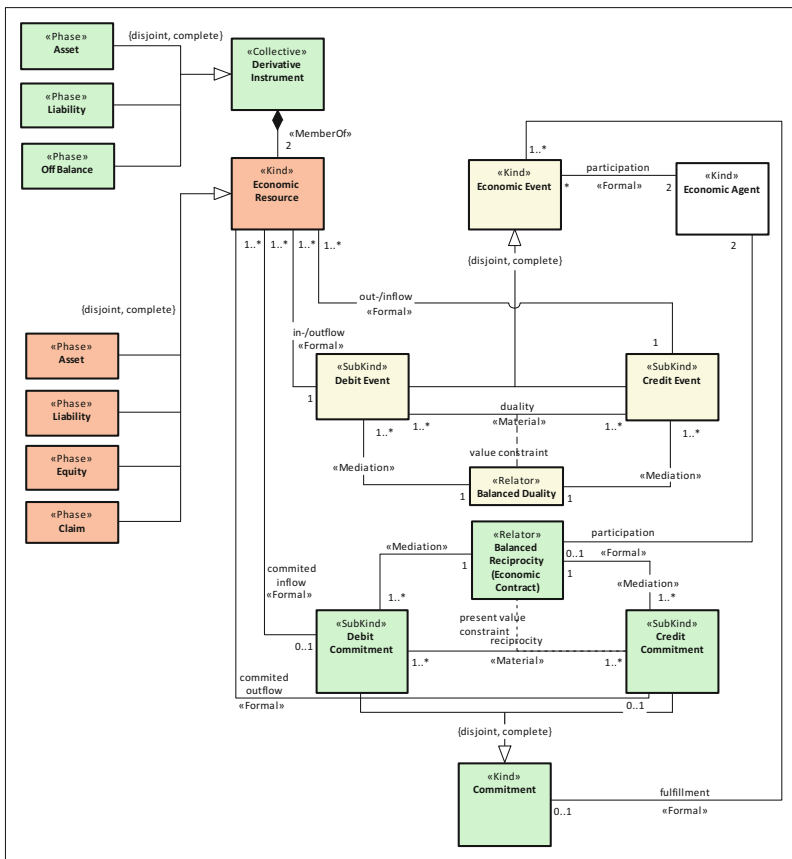 «Phase»
Asset
{disjoint, complete}
«Collective»
Derivative
Instrument
«Phase»
Liability
«Phase»
Off Balance
«MemberOf»
2
«Kind»
Economic
Resource
1..*
1..*
1..*
1..*
1..*
«Kind»
Economic Event
*
participation
«Formal»
2
«Kind»
Economic Agent
2
{disjoint, complete}
out-/inflow
«Formal»
1
{disjoint, complete}
in-/outflow
«Formal»
1
«Phase»
Asset
«Phase»
Liability
«Phase»
Equity
«Phase»
Claim
«SubKind»
Debit Event
«SubKind»
Credit Event
duality
1..*
«Material»
1..*
1..*
1..*
value constraint
«Mediation»
«Mediation»
1
«Relator»
Balanced Duality
1
«Relator»
Balanced
Reciprocity
(Economic
Contract)
participation
0..1
«Formal»
«Mediation»
1
1
«Mediation»
1..*
1..*
commited
inflow
«Formal»
0..1
«SubKind»
Debit
Commitment
present value
constraint
reciprocity
1..*
«Material»
1..*
«SubKind»
Credit
Commitment
commited
outflow
«Formal»
0..1
{disjoint, complete}
«Kind»
Commitment
0..1
fulfillment
«Formal»